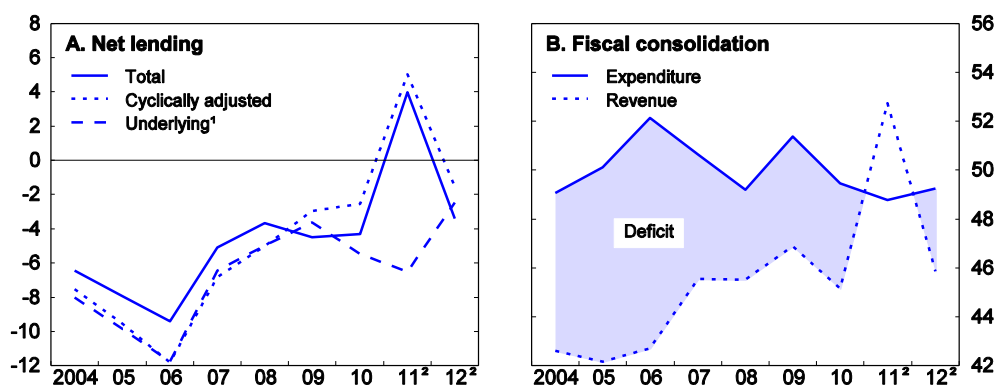 A. Net lending
Total
Cyclically adjusted
Underlying¹
8
6
4
2
0
-2
-4
-6
-8
-10
-12
2004 05 06 07 08 09 10 11² 12²
B. Fiscal consolidation
Expenditure
Revenue
Deficit
56
54
52
50
48
46
44
42
2004 05 06 07 08 09 10 11² 12²